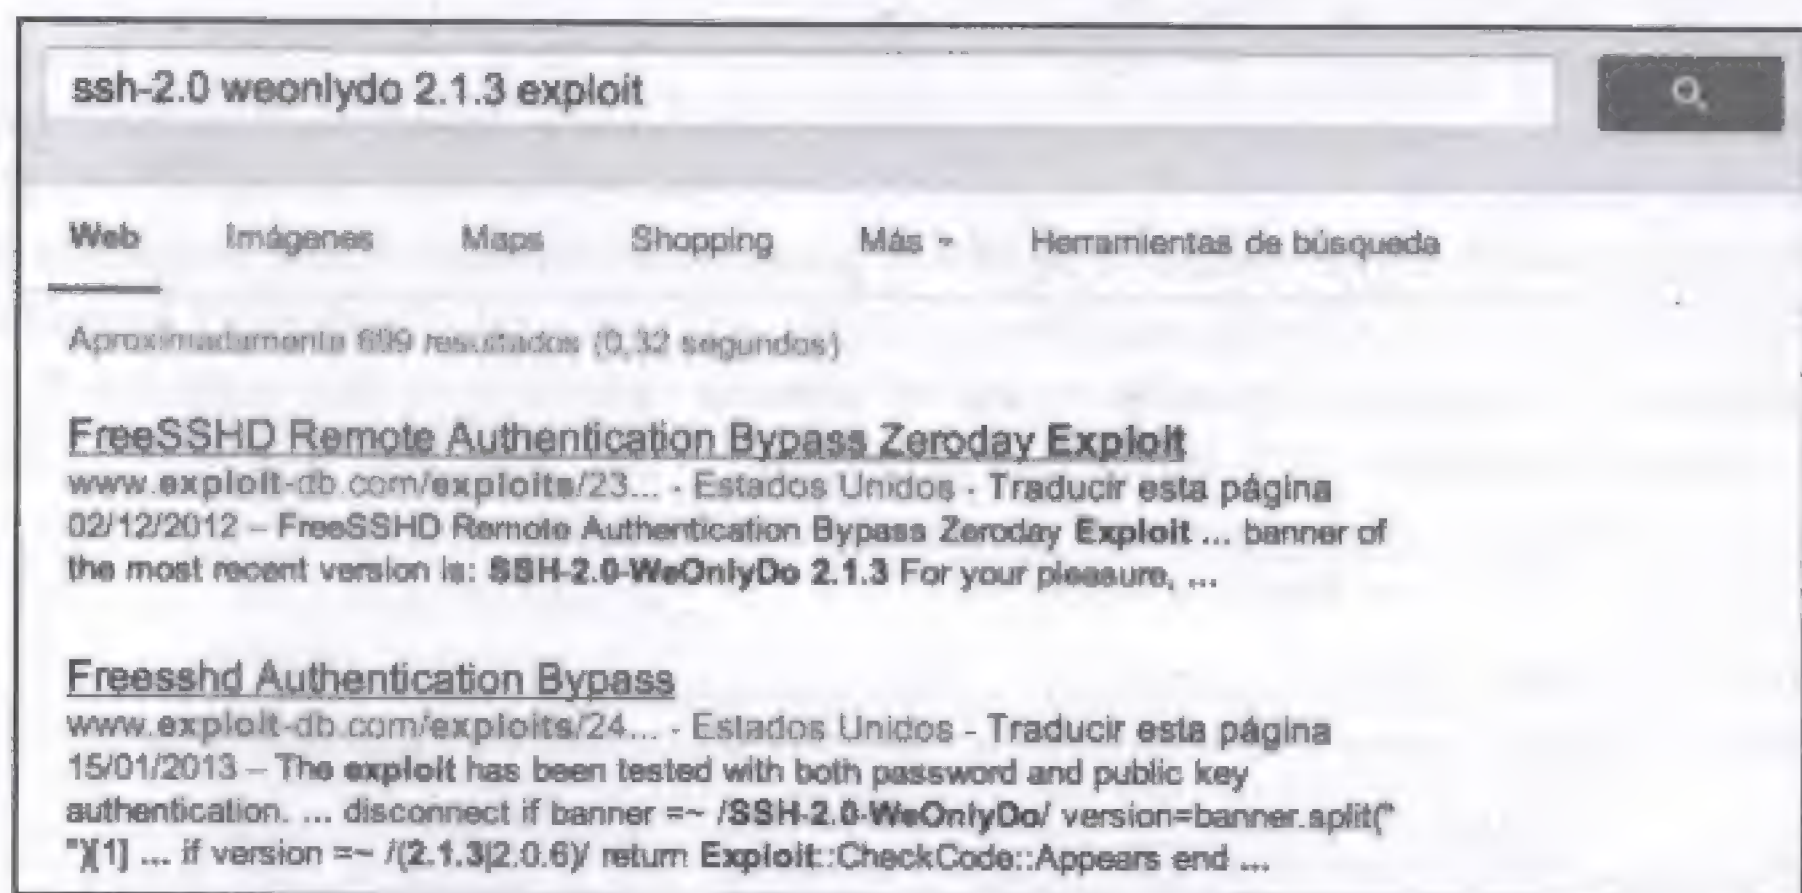 ssh-2.0 weonlydo 2.1.3 exploit
Web Imágenes Maps Shopping Más Herramientas de búsqueda
Aproximadamente 699 resultados (0,32 segundos)
FreeSSHD Remote Authentication Bypass Zeroday Exploit
www.exploit-db.com/exploits/23... - Estados Unidos - Traducir esta página
02/12/2012 – FreeSSHD Remote Authentication Bypass Zeroday Exploit ... banner of
the most recent version is: SSH-2.0-WeOnlyDo 2.1.3 For your pleasure, ...
Freesshd Authentication Bypass
www.exploit-db.com/exploits/24... - Estados Unidos - Traducir esta página
15/01/2013 – The exploit has been tested with both password and public key
authentication. ... disconnect if banner =~ /SSH-2.0-WeOnlyDo/ version=banner.split("
")[1] ... if version =~ /(2.1.3|2.0.6)/ return Exploit::CheckCode::Appears end ...